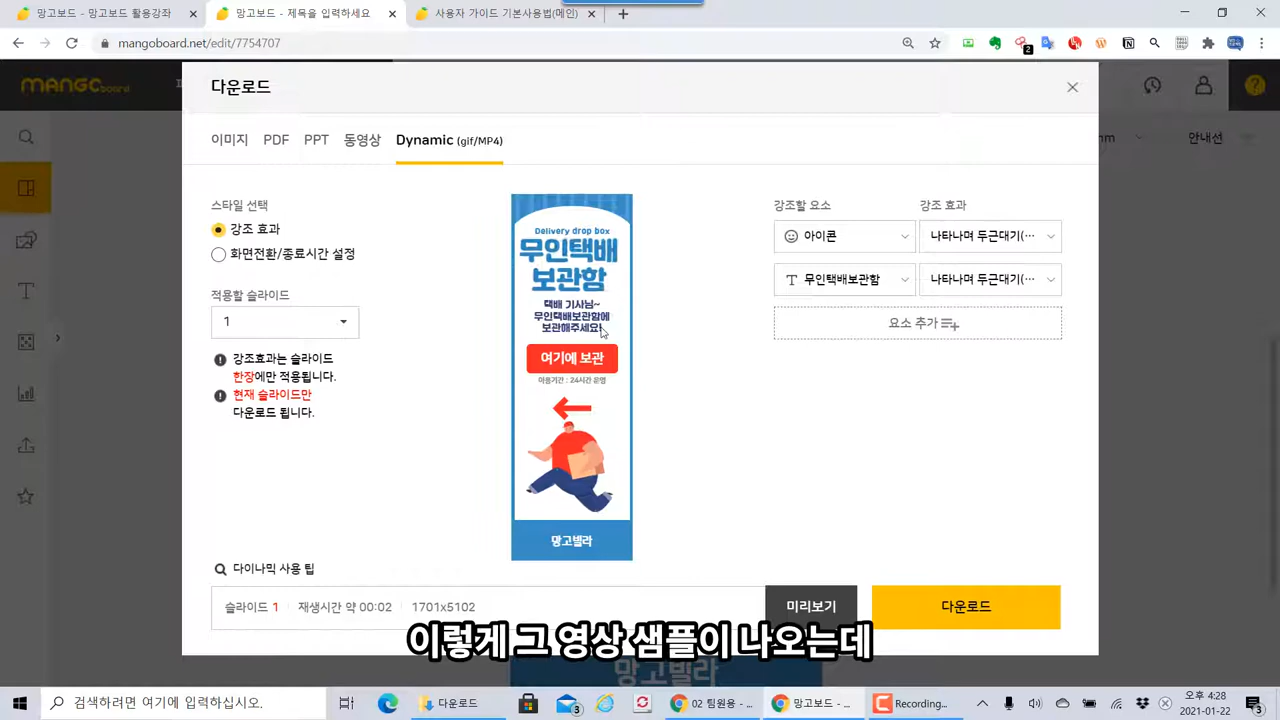 망고보드 - 망고보드 활용강좌
망고보드 - 제목을 입력하세요
사용자 가이드 기본사용법(메인)
mangoboard.net/edit/7754707
2
MANGOboard
다운로드
mm
안내선
이미지 PDF PPT 동영상 Dynamic (gif/MP4)
스타일 선택
강조 효과
화면전환/종료시간 설정
적용할 슬라이드
1
강조효과는 슬라이드
한장에만 적용됩니다.
현재 슬라이드만
다운로드 됩니다.
Delivery drop box
무인택배
보관함
택배 기사님~
무인택배보관함에
보관해주세요!
여기에 보관
이용기간 : 24시간 운영
망고빌라
강조할 요소
강조 효과
아이콘
나타나며 두근대기(···
T 무인택배보관함
나타나며 두근대기(···
요소 추가
다이나믹 사용 팁
슬라이드 1
재생시간 약 00:02
1701x5102
미리보기
다운로드
이렇게 그 영상 샘플이 나오는데
망고빌라
검색하려면 여기에 입력하십시오.
다운로드
3
02 팀원용 - ...
망고보드 - ...
Recording...
오후 4:28
2021-01-22
3